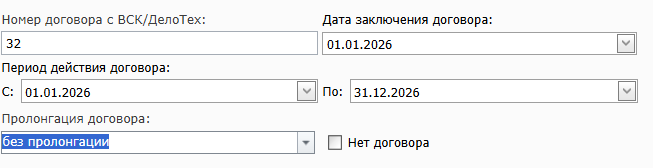 Номер договора с ВСК/ДелоТех: Дата заключения договора:
32 01.01.2026
Период действия договора:
С: 01.01.2026 По: 31.12.2026
Пролонгация договора:
без пролонгации Нет договора